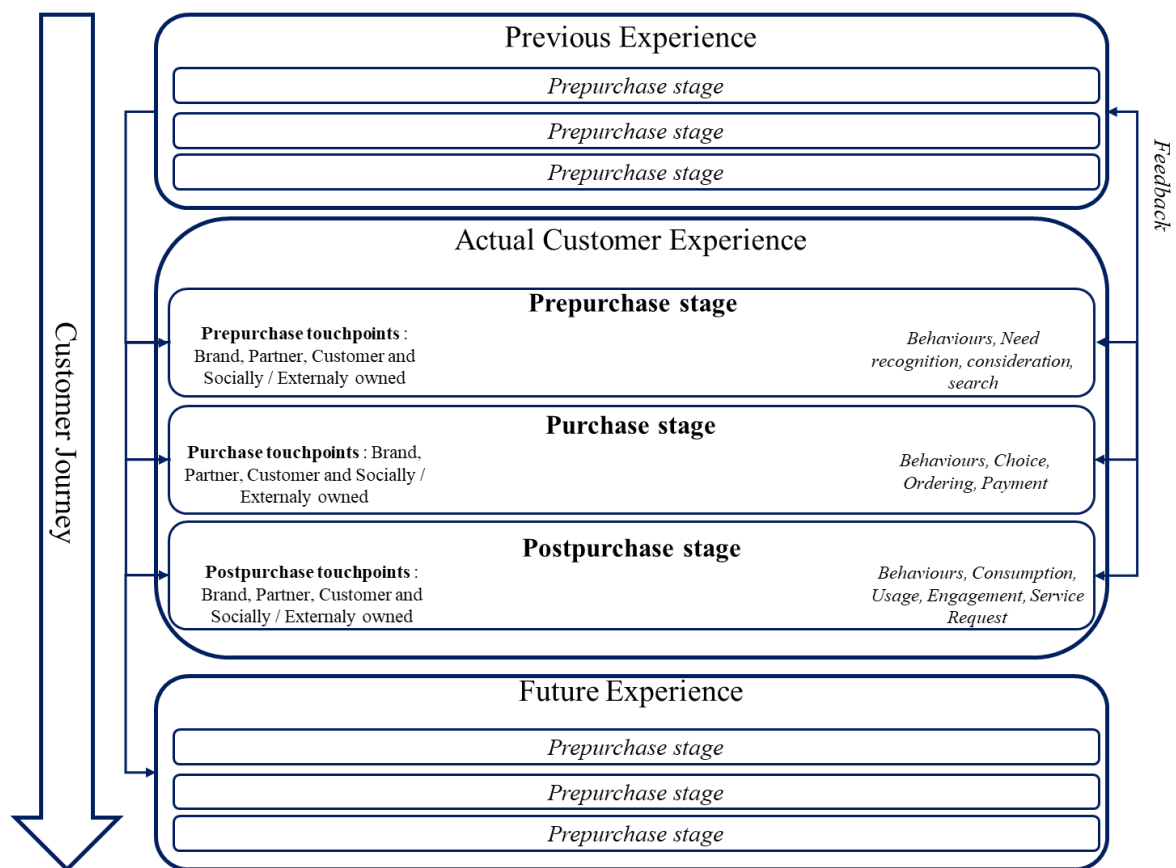 Previous Experience
Prepurchase stage
Prepurchase stage
Prepurchase stage
Feedback
Actual Customer Experience
Prepurchase stage
Prepurchase touchpoints :
Brand, Partner, Customer and
Socially / Externaly owned
Behaviours, Need
recognition, consideration,
search
Purchase stage
Purchase touchpoints : Brand,
Partner, Customer and Socially /
Externaly owned
Behaviours, Choice,
Ordering, Payment
Postpurchase stage
Postpurchase touchpoints :
Brand, Partner, Customer and
Socially / Externaly owned
Behaviours, Consumption,
Usage, Engagement, Service
Request
Customer Journey
Future Experience
Prepurchase stage
Prepurchase stage
Prepurchase stage